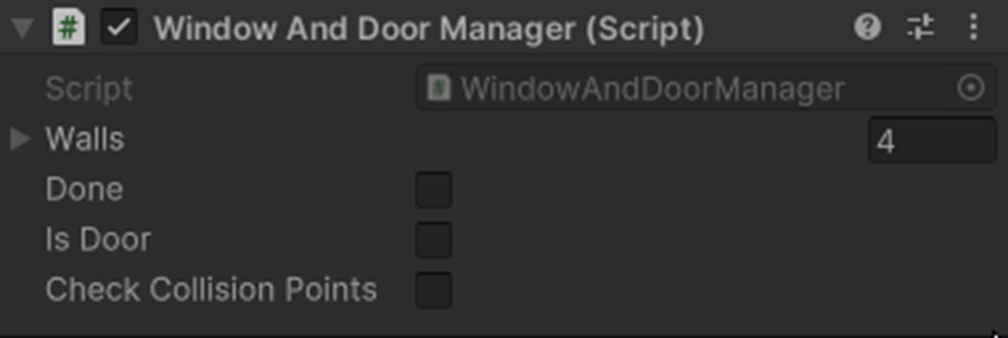 Window And Door Manager (Script)
Script WindowAndDoorManager
Walls 4
Done
Is Door
Check Collision Points